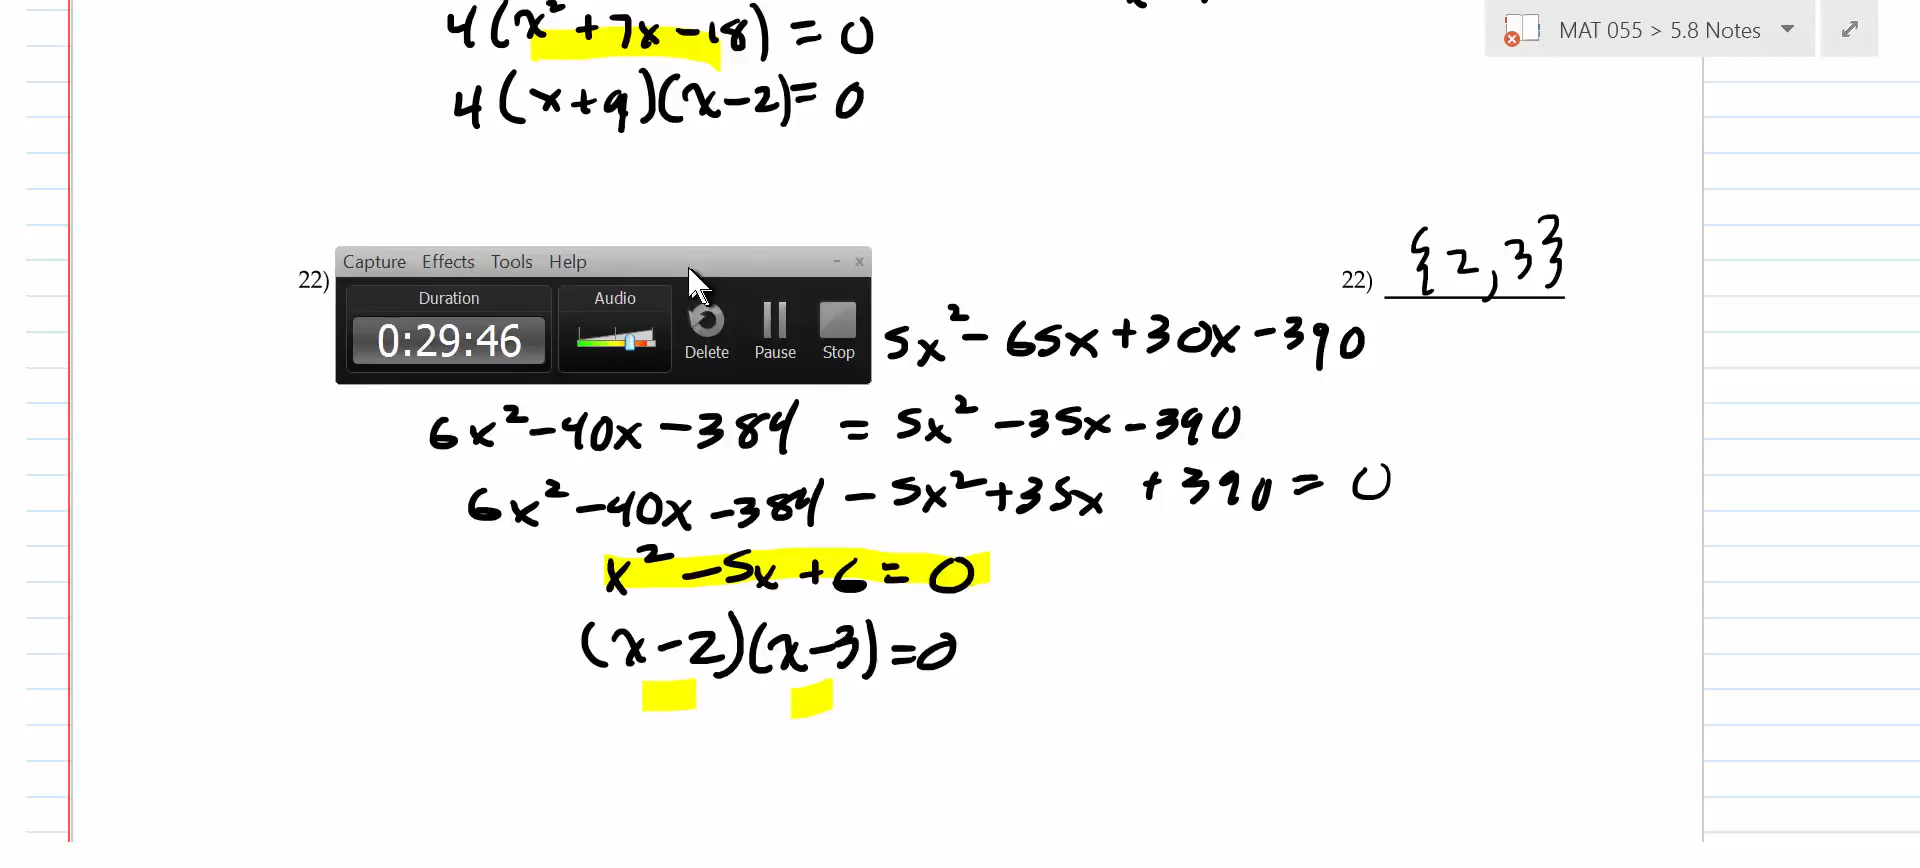 4(x²+7x-18) = 0
MAT 055 > 5.8 Notes
4(x+9)(x-2)= 0
22)
Capture Effects Tools Help
Duration
Audio
0:29:46
Delete Pause Stop
22) {2,3}
5x²- 65x+30x-390
6x²-40x-384 = 5x²-35x-390
6x²-40x-384 - 5x²+35x +390= 0
x²-5x+6=0
(x-2)(x-3)=0